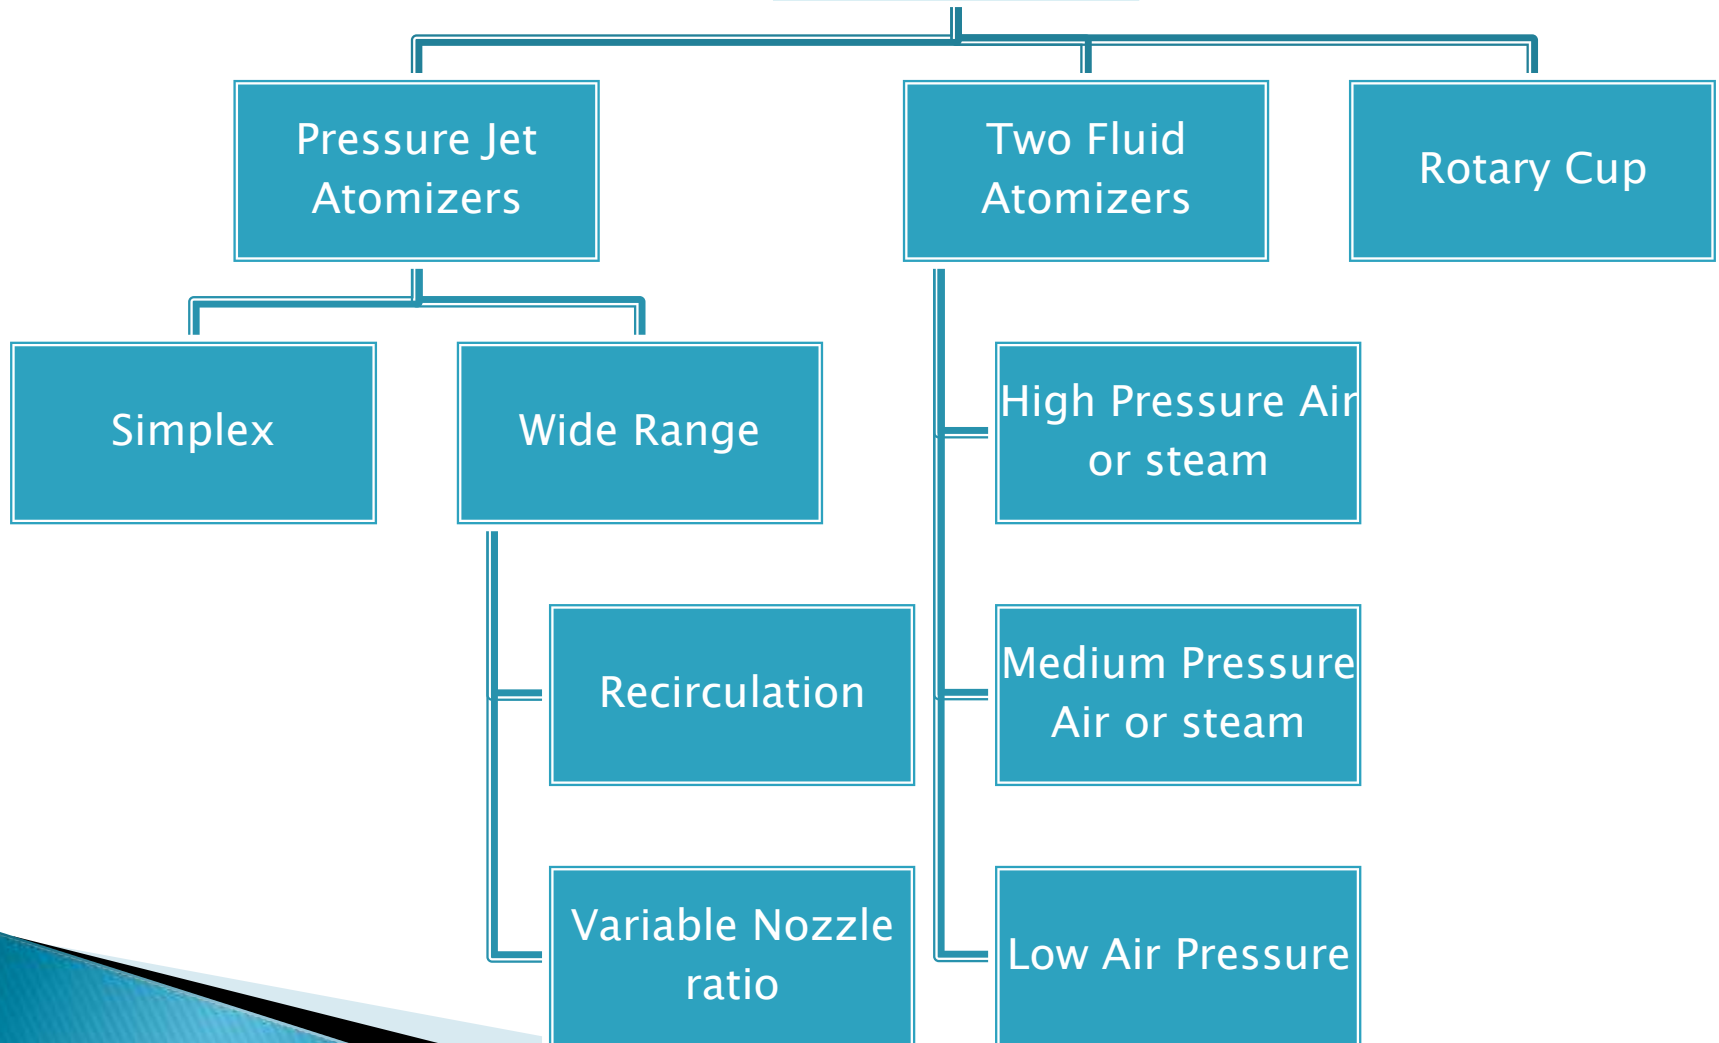 Pressure Jet
Atomizers
Two Fluid
Atomizers
Rotary Cup
Simplex
Wide Range
High Pressure Air
or steam
Recirculation
Medium Pressure
Air or steam
Variable Nozzle
ratio
Low Air Pressure